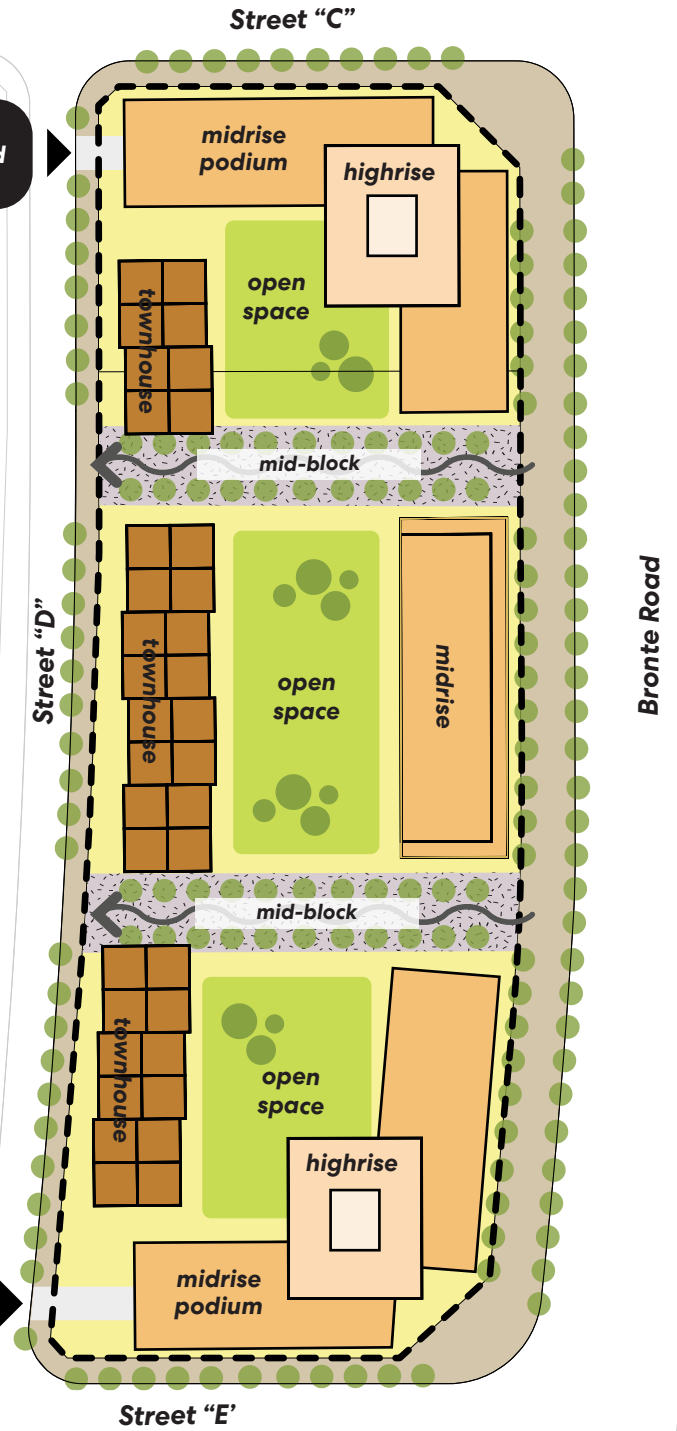 Street “C”
midrise
podium
highrise
open
space
townhouse
mid-block
Street “D”
townhouse
open
space
midrise
Bronte Road
mid-block
townhouse
open
space
highrise
midrise
podium
Street “E’